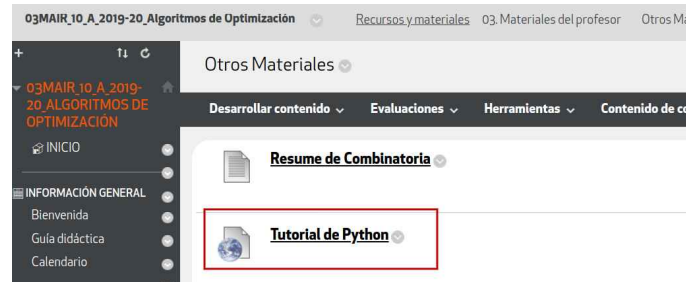 03MAIR_10_A_2019-20_Algoritmos de Optimización
Recursos y materiales
03. Materiales del profesor
Otros Ma
03MAIR_10_A_2019-
20_ALGORITMOS DE
OPTIMIZACIÓN
INICIO
INFORMACIÓN GENERAL
Bienvenida
Guía didáctica
Calendario
Otros Materiales
Desarrollar contenido
Evaluaciones
Herramientas
Contenido de co
Resume de Combinatoria
Tutorial de Python